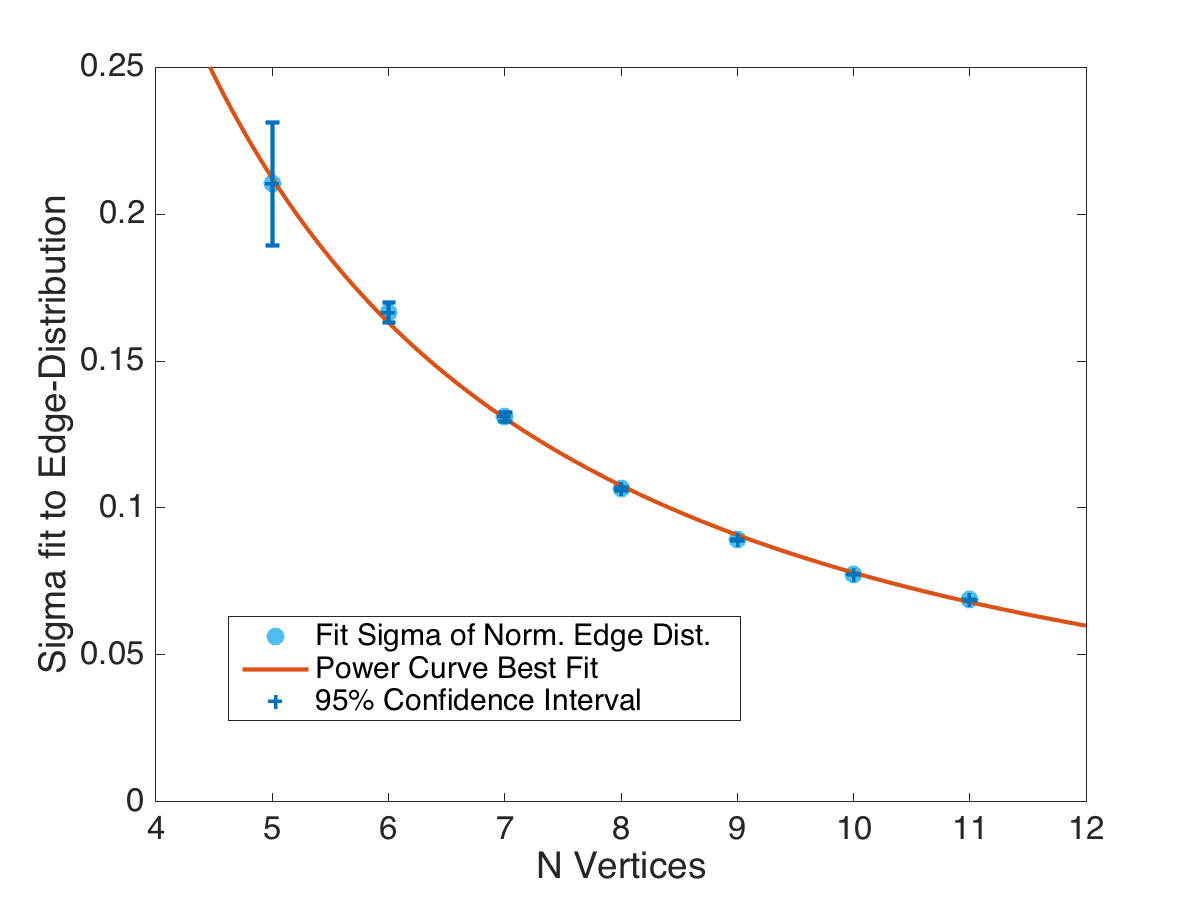 0.25
0.2
0.15
0.1
0.05
0
4 5 6 7 8 9 10 11 12
Sigma fit to Edge-Distribution
N Vertices
Fit Sigma of Norm. Edge Dist.
Power Curve Best Fit
95% Confidence Interval